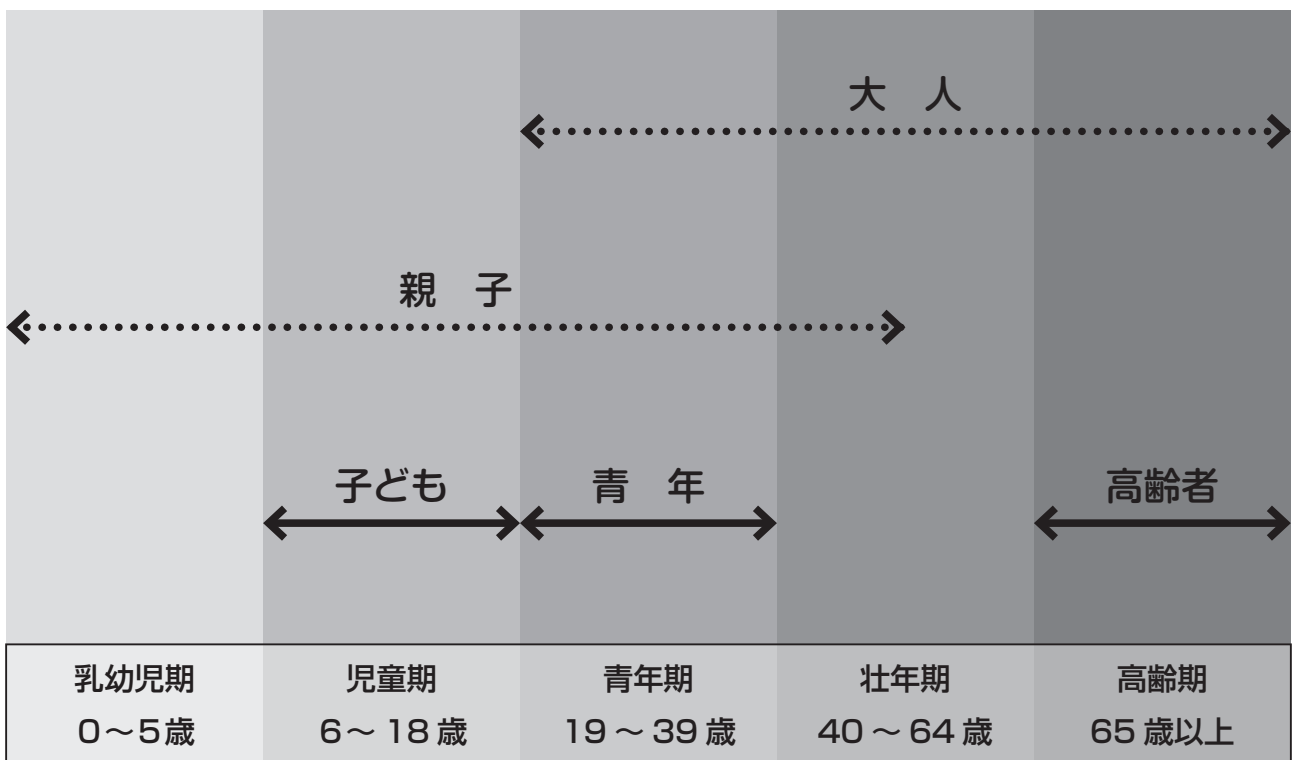 大　人
親　子
子ども
青　年
高齢者
乳幼児期
0～5歳
児童期
6～18歳
青年期
19～39歳
壮年期
40～64歳
高齢期
65歳以上